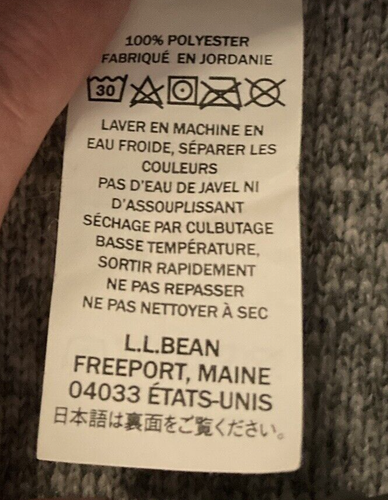 100% POLYESTER
FABRIQUÉ EN JORDANIE
30
LAVER EN MACHINE EN
EAU FROIDE, SÉPARER LES
COULEURS
PAS D'EAU DE JAVEL NI
D'ASSOUPLISSANT
SÉCHAGE PAR CULBUTAGE
BASSE TEMPÉRATURE,
SORTIR RAPIDEMENT
NE PAS REPASSER
NE PAS NETTOYER À SEC
L.L.BEAN
FREEPORT, MAINE
04033 ÉTATS-UNIS
日本語は裏面をご覧ください。